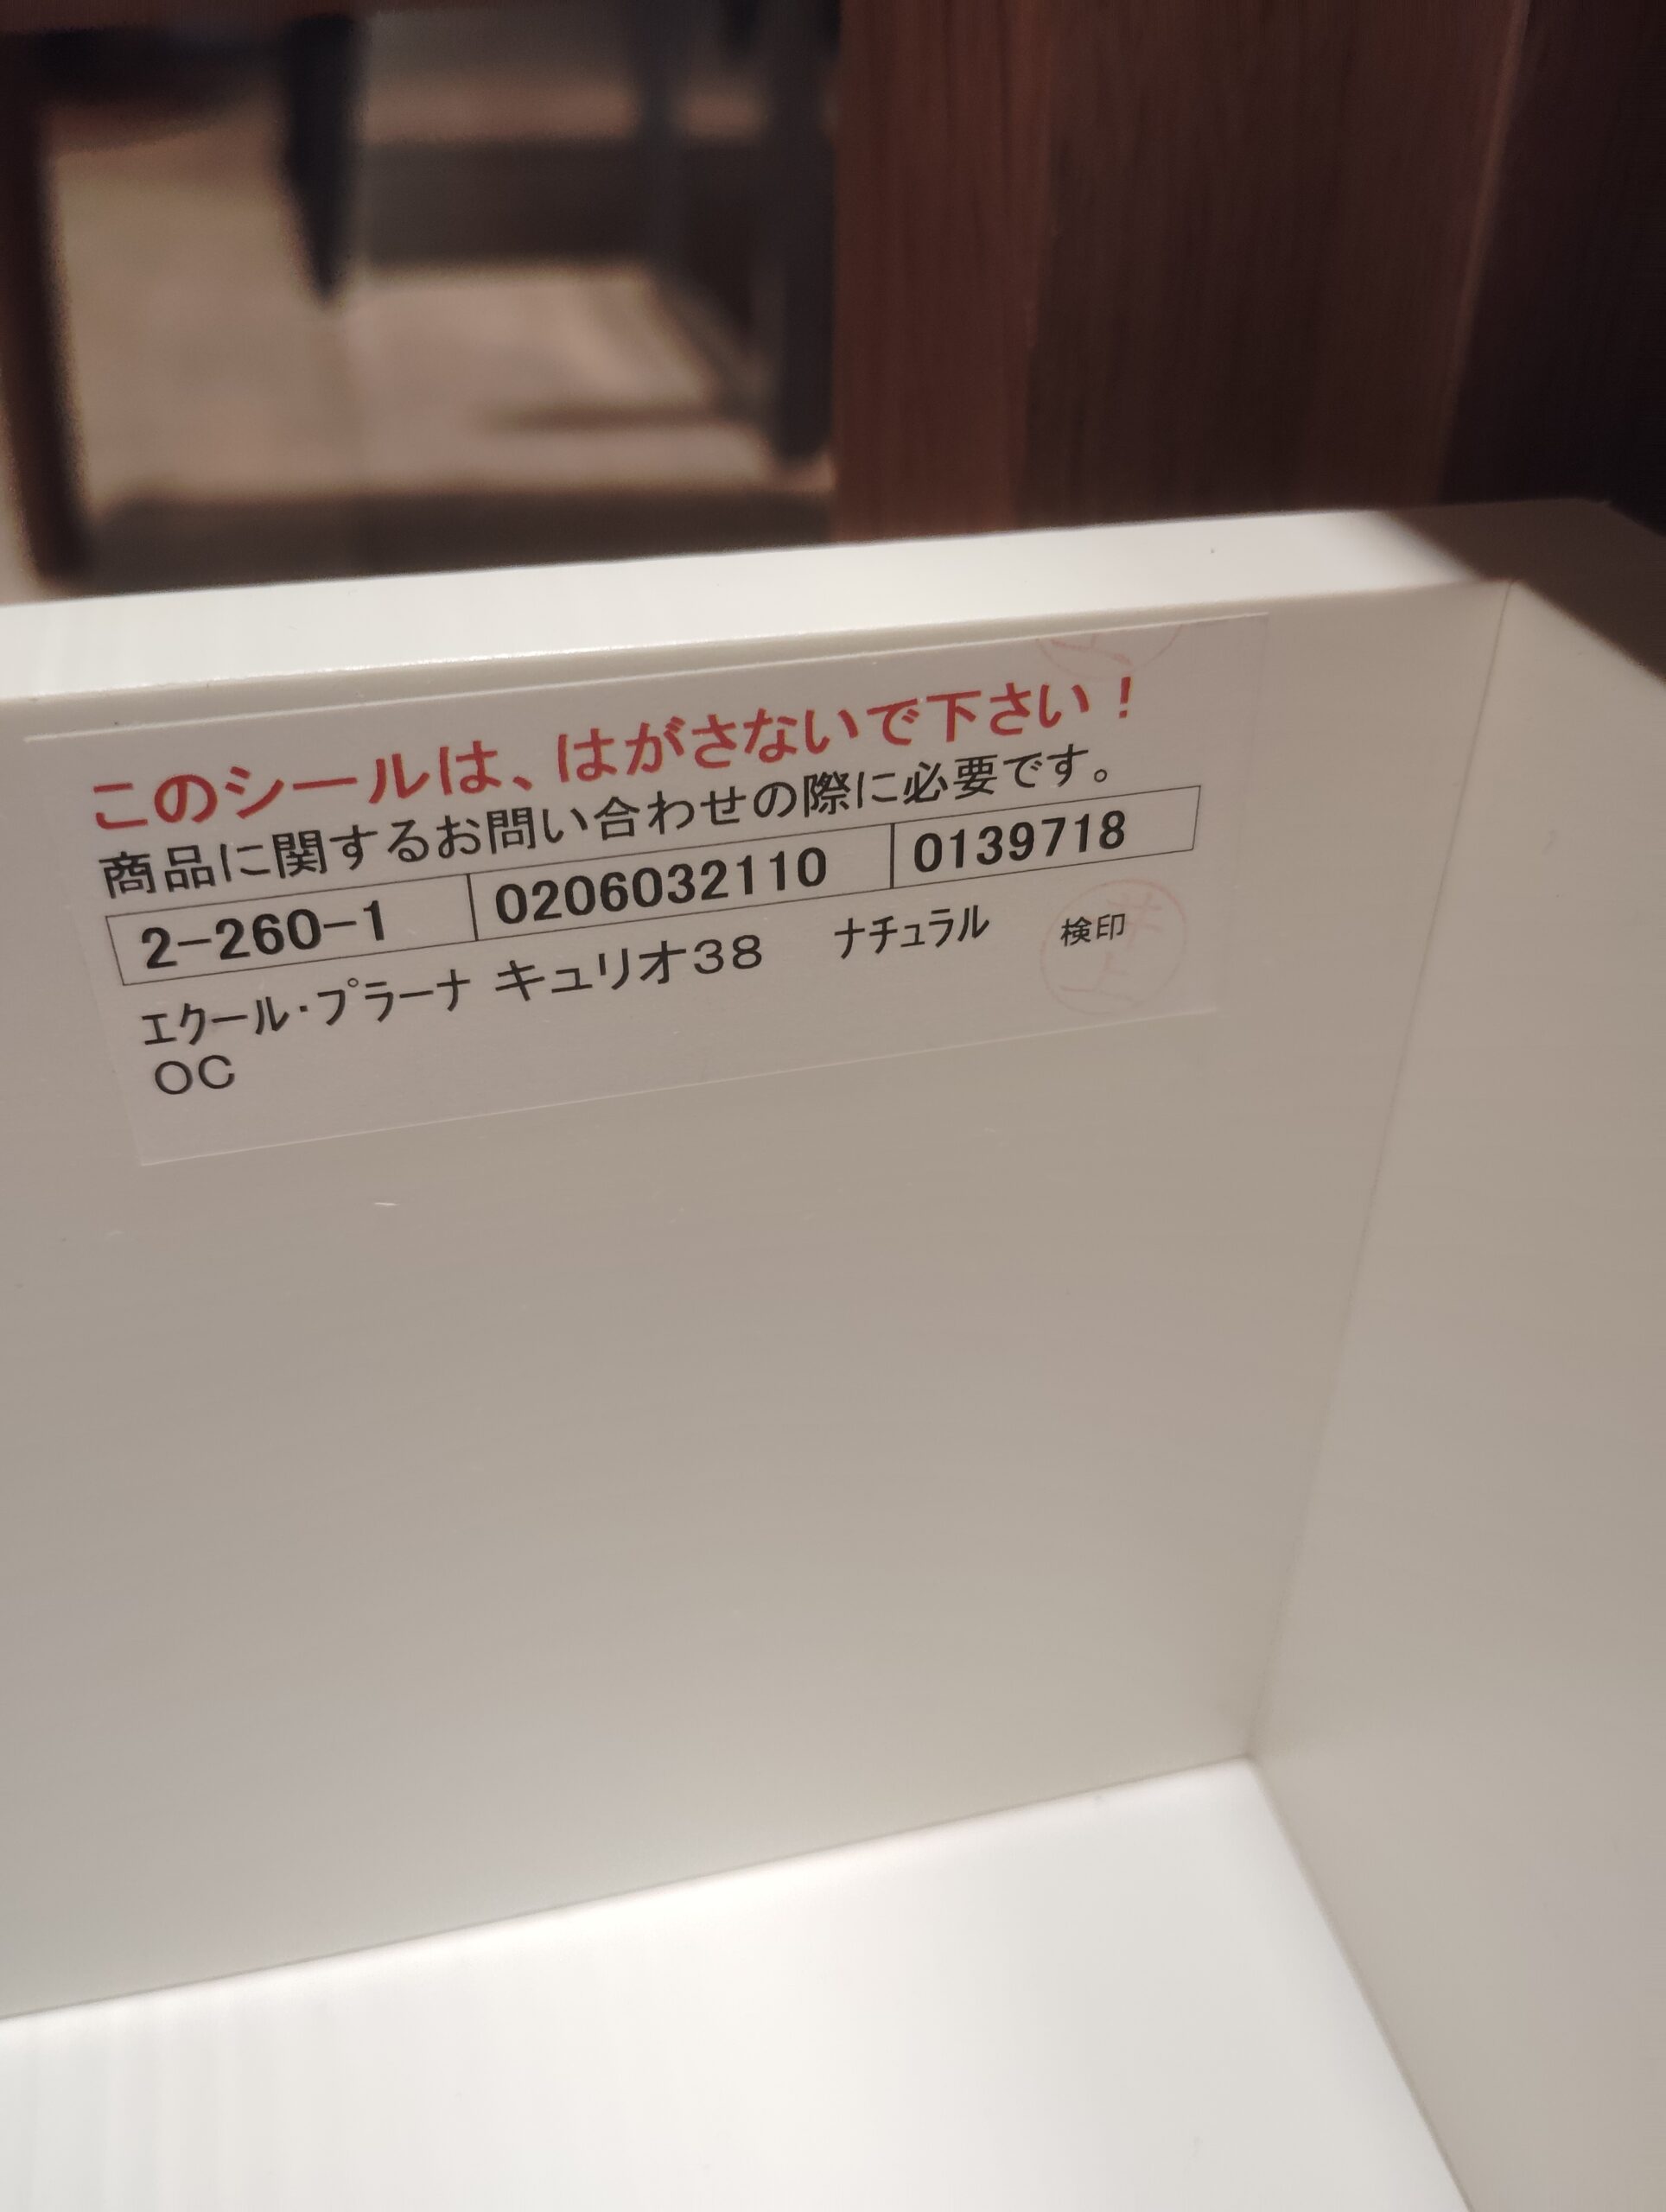 このシールは、はがさないで下さい！
商品に関するお問い合わせの際に必要です。
2-260-1 0206032110 0139718
ｴｸｰﾙ･ﾌﾟﾗｰﾅ キュリオ３８ ﾅﾁｭﾗﾙ 検印
ＯＣ